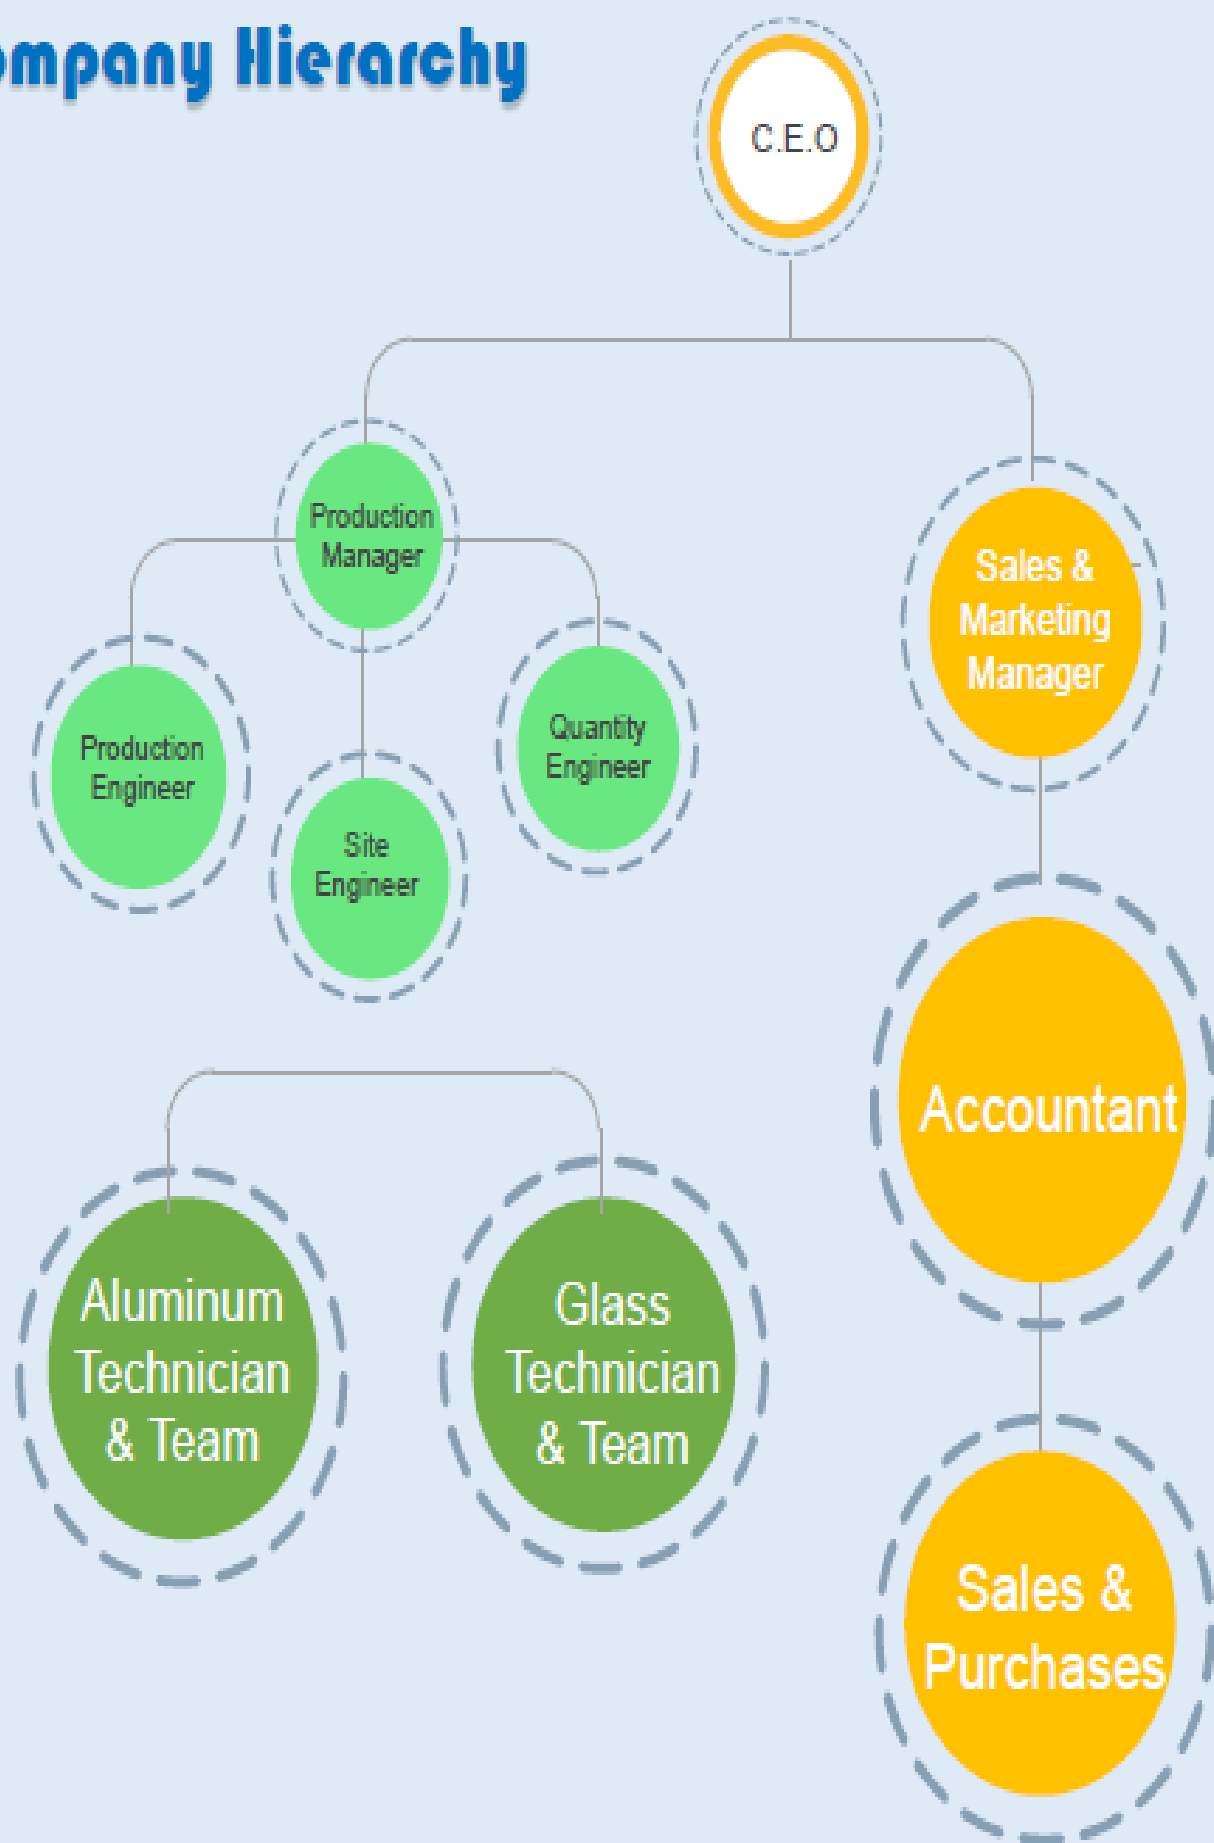 ompany Hierarchy
C.E.O
Production
Manager
Sales &
Marketing
Manager
Production
Engineer
Site
Engineer
Quantity
Engineer
Accountant
Aluminum
Technician
& Team
Glass
Technician
& Team
Sales &
Purchases